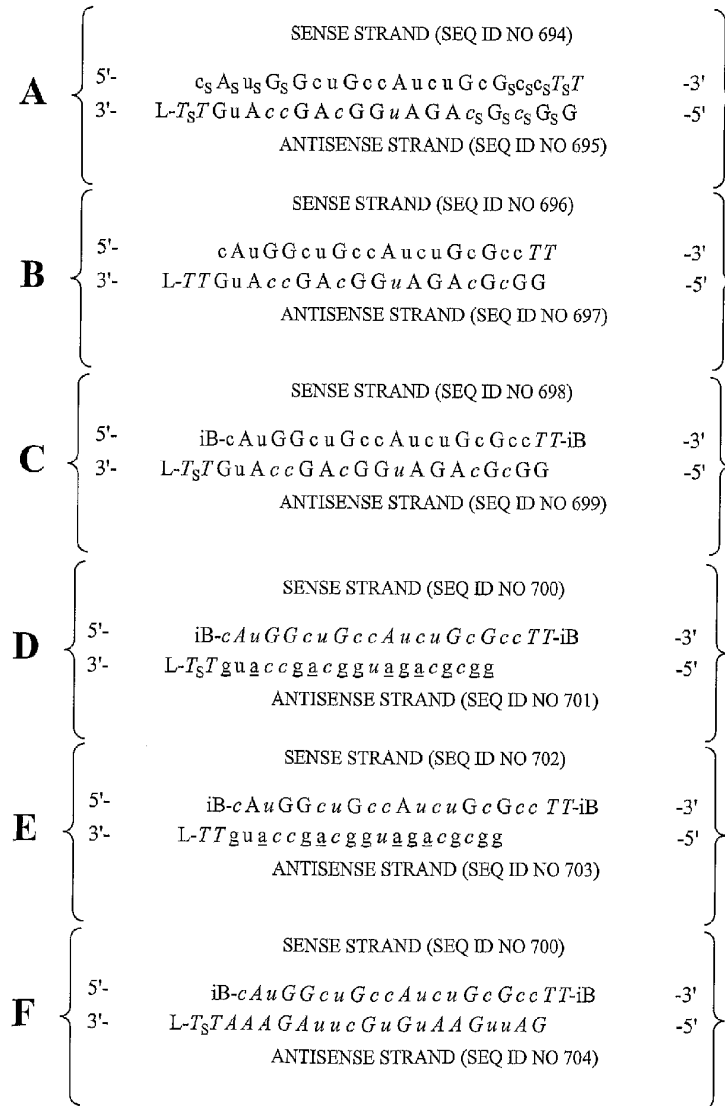 SENSE STRAND (SEQ ID NO 694)
A 5'- cSASuSGSGcuGccAucuGcGScScSTST -3'
3'- L-TSTGuAccGAcGGuAGAcSGScSGSG -5'
ANTISENSE STRAND (SEQ ID NO 695)
SENSE STRAND (SEQ ID NO 696)
B 5'- cAuGGcuGccAucuGcGccTT -3'
3'- L-TTGuAccGAcGGuAGAcGcGG -5'
ANTISENSE STRAND (SEQ ID NO 697)
SENSE STRAND (SEQ ID NO 698)
C 5'- iB-cAuGGcuGccAucuGcGccTT-iB -3'
3'- L-TSTGuAccGAcGGuAGAcGcGG -5'
ANTISENSE STRAND (SEQ ID NO 699)
SENSE STRAND (SEQ ID NO 700)
D 5'- iB-cAuGGcuGccAucuGcGccTT-iB -3'
3'- L-TSTguaccgacgguagacgcgg -5'
ANTISENSE STRAND (SEQ ID NO 701)
SENSE STRAND (SEQ ID NO 702)
E 5'- iB-cAuGGcuGccAucuGcGcc TT-iB -3'
3'- L-TTguaccgacgguagacgcgg -5'
ANTISENSE STRAND (SEQ ID NO 703)
SENSE STRAND (SEQ ID NO 700)
F 5'- iB-cAuGGcuGccAucuGcGccTT-iB -3'
3'- L-TSTAAAGAuucGuGuAAGuuAG -5'
ANTISENSE STRAND (SEQ ID NO 704)